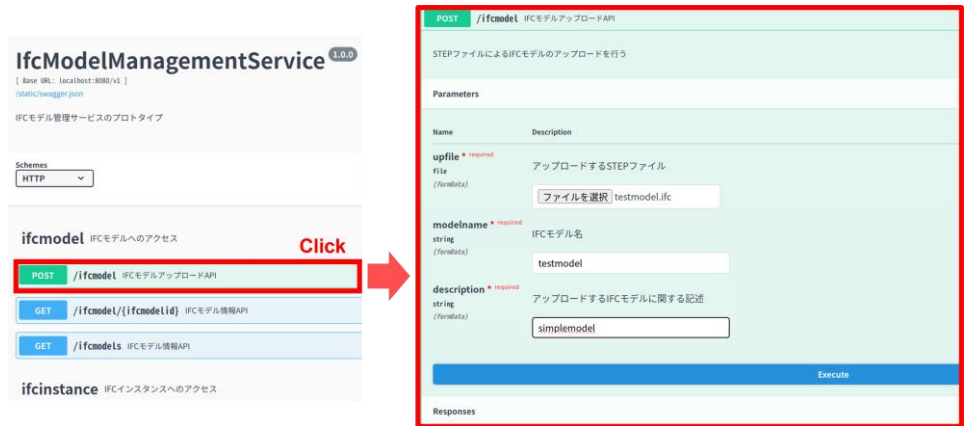 IfcModelManagementService 1.0.0
[ Base URL: localhost:8080/v1 ]
/static/swagger.json
IFCモデル管理サービスのプロトタイプ
Schemes
HTTP
ifcmodel IFCモデルへのアクセス
Click
POST /ifcmodel IFCモデルアップロードAPI
GET /ifcmodel/{ifcmodelid} IFCモデル情報API
GET /ifcmodels IFCモデル情報API
ifcinstance IFCインスタンスへのアクセス
POST /ifcmodel IFCモデルアップロードAPI
STEPファイルによるIFCモデルのアップロードを行う
Parameters
Name Description
upfile * required
file
(formData)
アップロードするSTEPファイル
ファイルを選択 testmodel.ifc
modelname * required
string
(formData)
IFCモデル名
testmodel
description * required
string
(formData)
アップロードするIFCモデルに関する記述
simplemodel
Execute
Responses